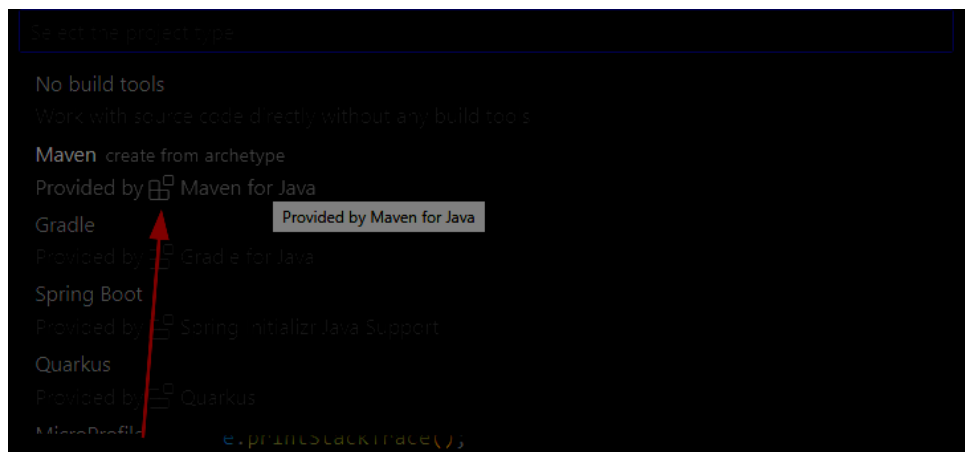 Select the project type
No build tools
Work with source code directly without any build tools
Maven create from archetype
Provided by Maven for Java
Provided by Maven for Java
Gradle
Provided by Gradle for Java
Spring Boot
Provided by Spring Initializr Java Support
Quarkus
Provided by Quarkus
MicroProfile
e.printStackTrace();